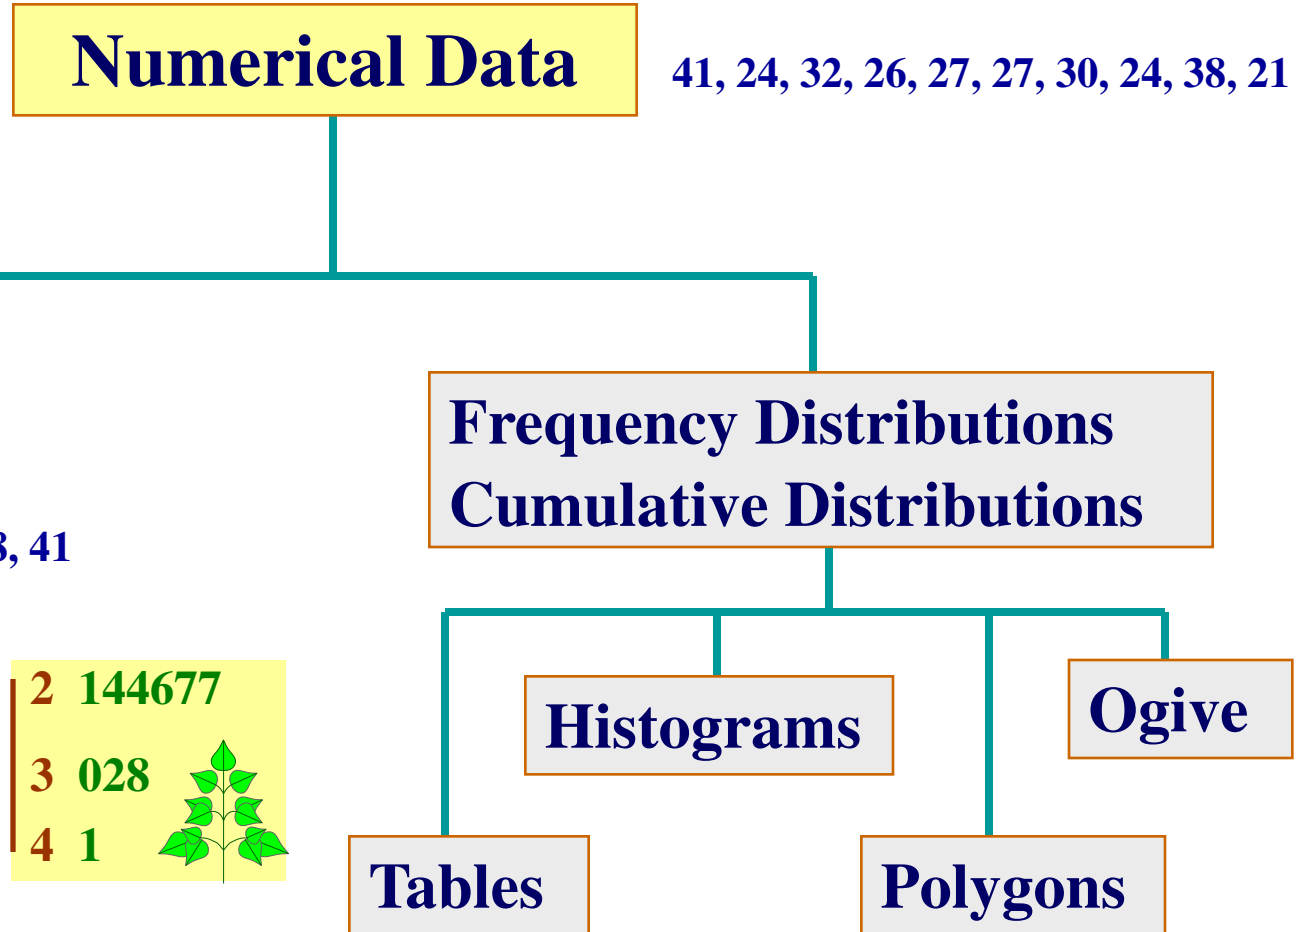 Numerical Data
41, 24, 32, 26, 27, 27, 30, 24, 38, 21
Frequency Distributions
Cumulative Distributions
, 41
2 144677
3 028
4 1
Histograms
Ogive
Tables
Polygons